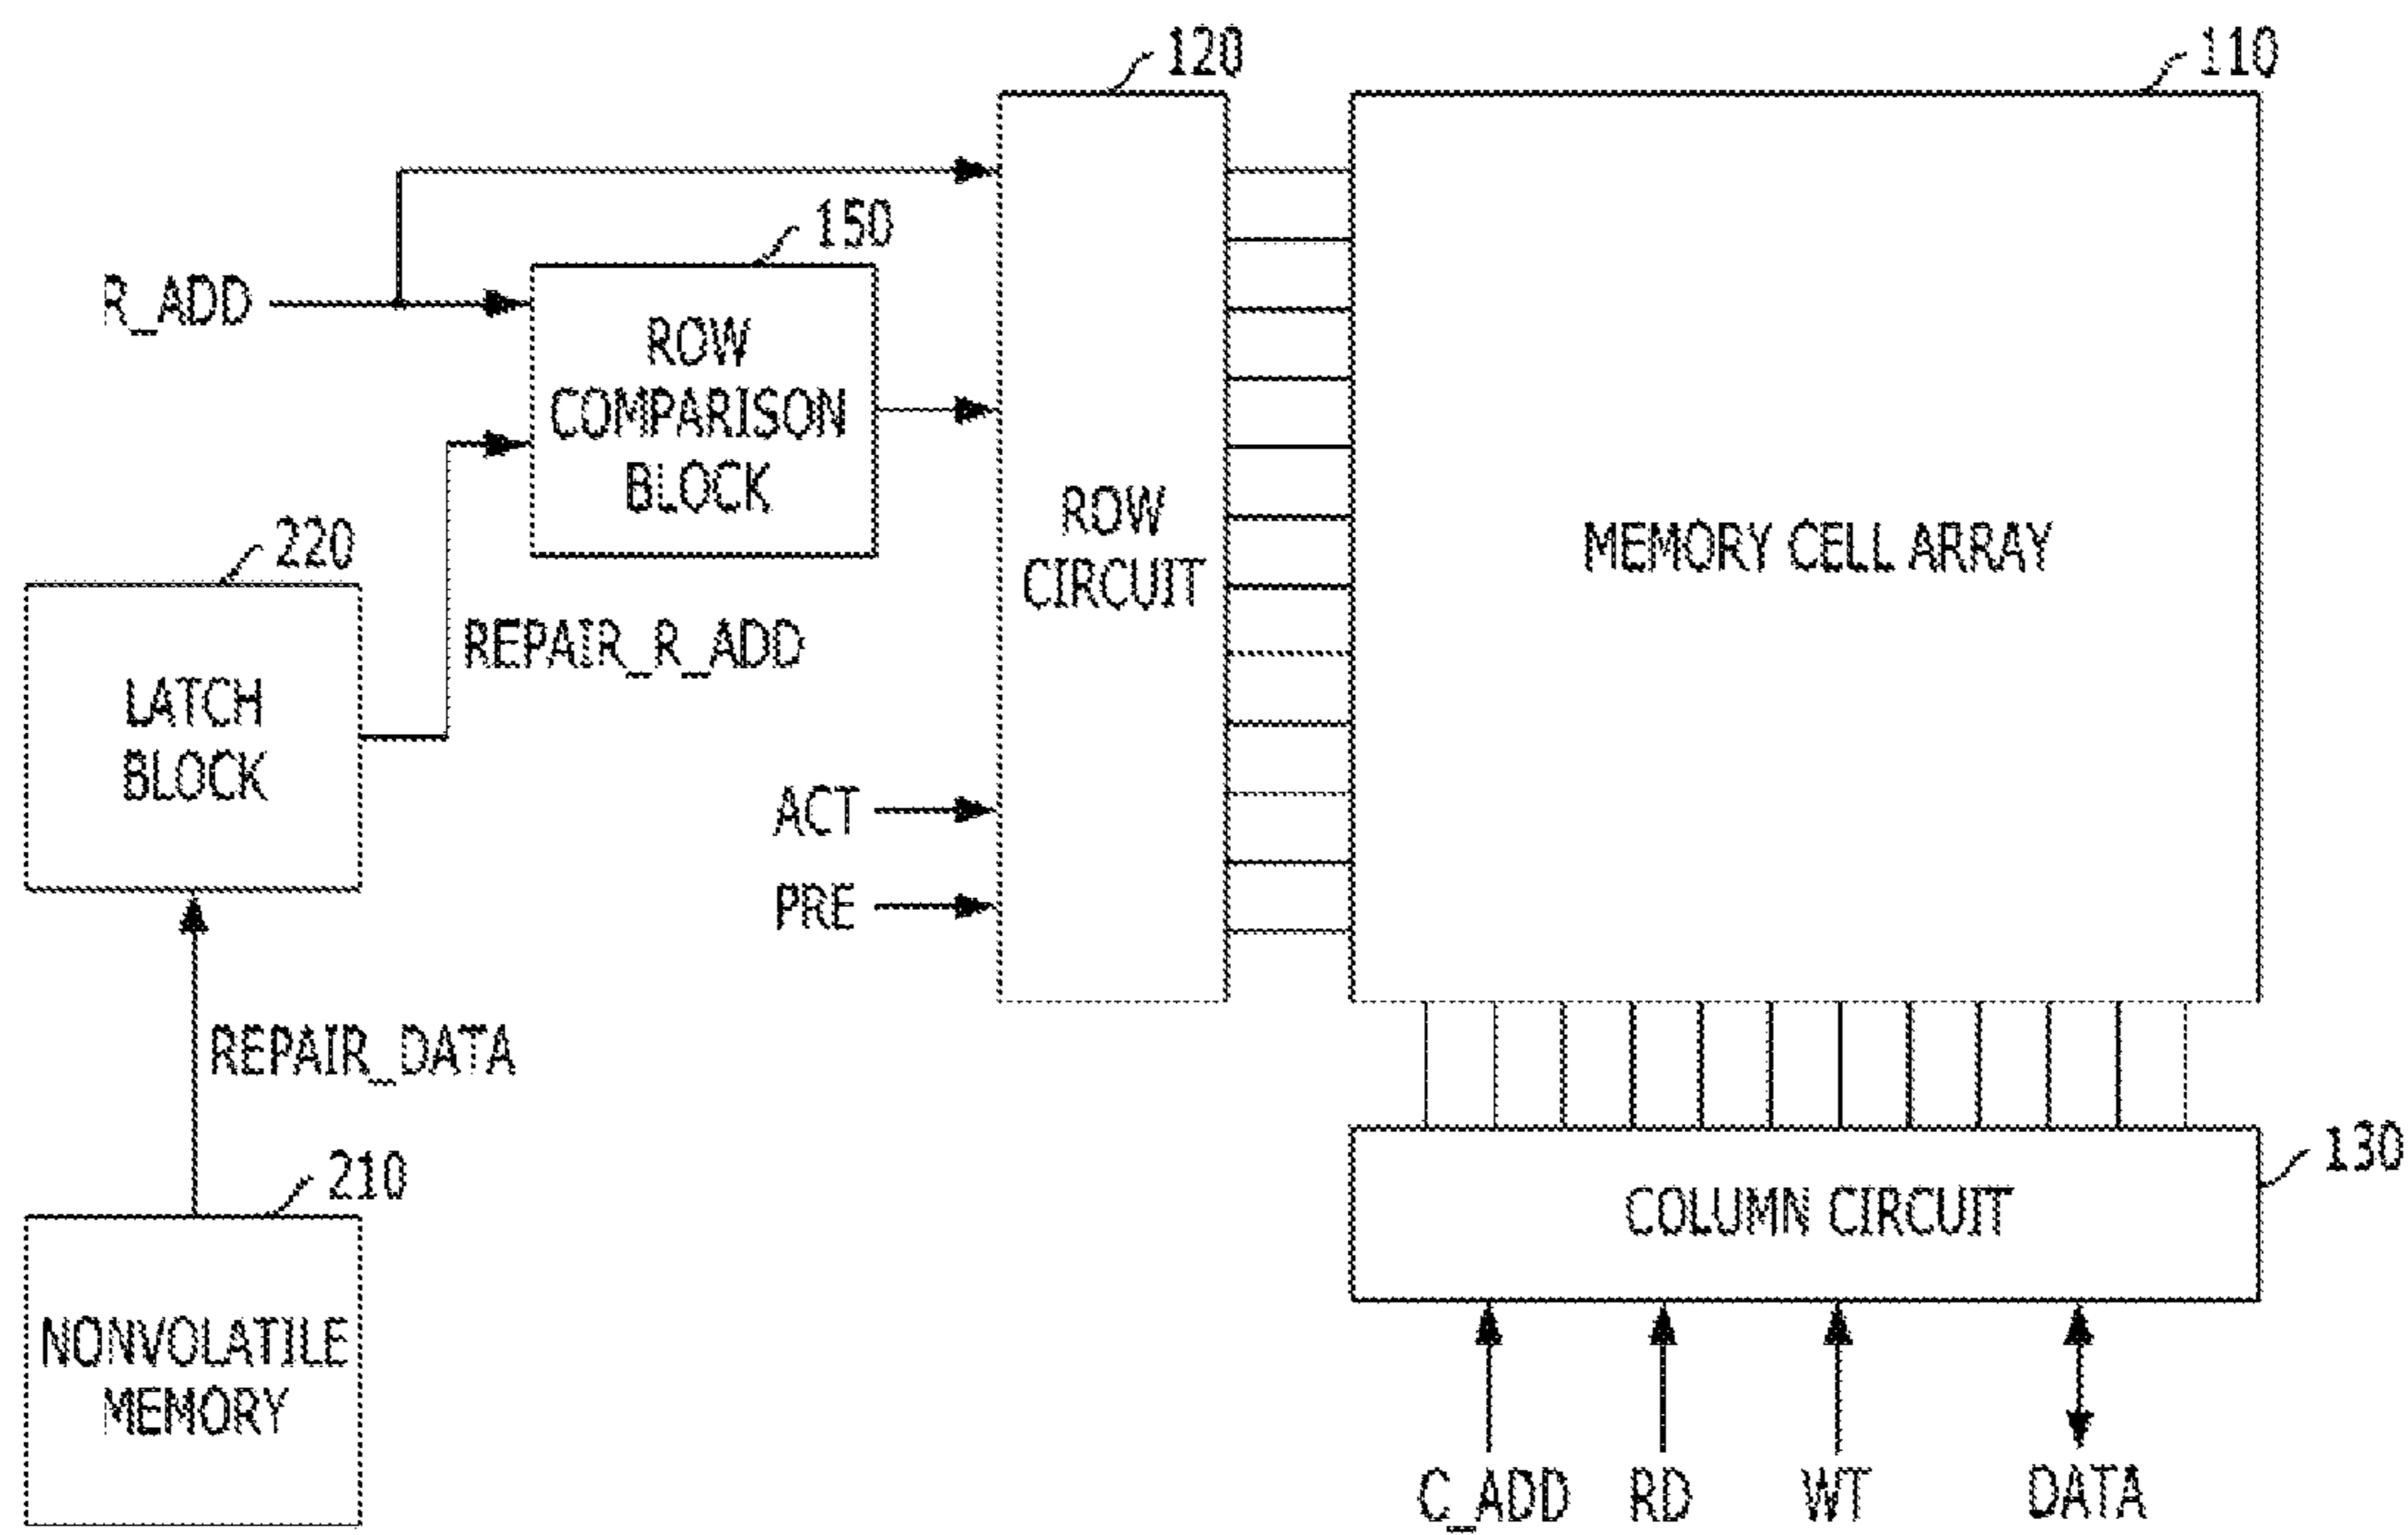 120
110
150
R_ADD
ROW
COMPARISON
BLOCK
220
ROW
CIRCUIT
MEMORY CELL ARRAY
REPAIR_R_ADD
LATCH
BLOCK
ACT
PRE
REPAIR_DATA
210
130
COLUMN CIRCUIT
NONVOLATILE
MEMORY
C_ADD
RD
WT
DATA